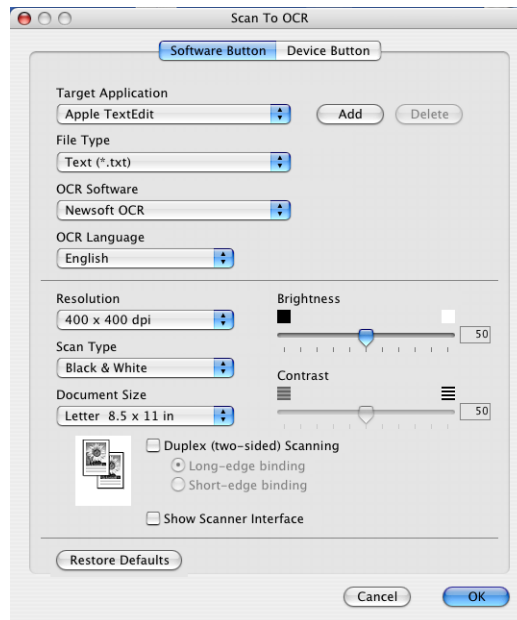 Scan To OCR
Software Button Device Button
Target Application
Apple TextEdit Add Delete
File Type
Text (*.txt)
OCR Software
Newsoft OCR
OCR Language
English
Resolution Brightness
400 x 400 dpi 50
Scan Type
Black & White Contrast
Document Size
Letter 8.5 x 11 in 50
Duplex (two-sided) Scanning
Long-edge binding
Short-edge binding
Show Scanner Interface
Restore Defaults
Cancel OK